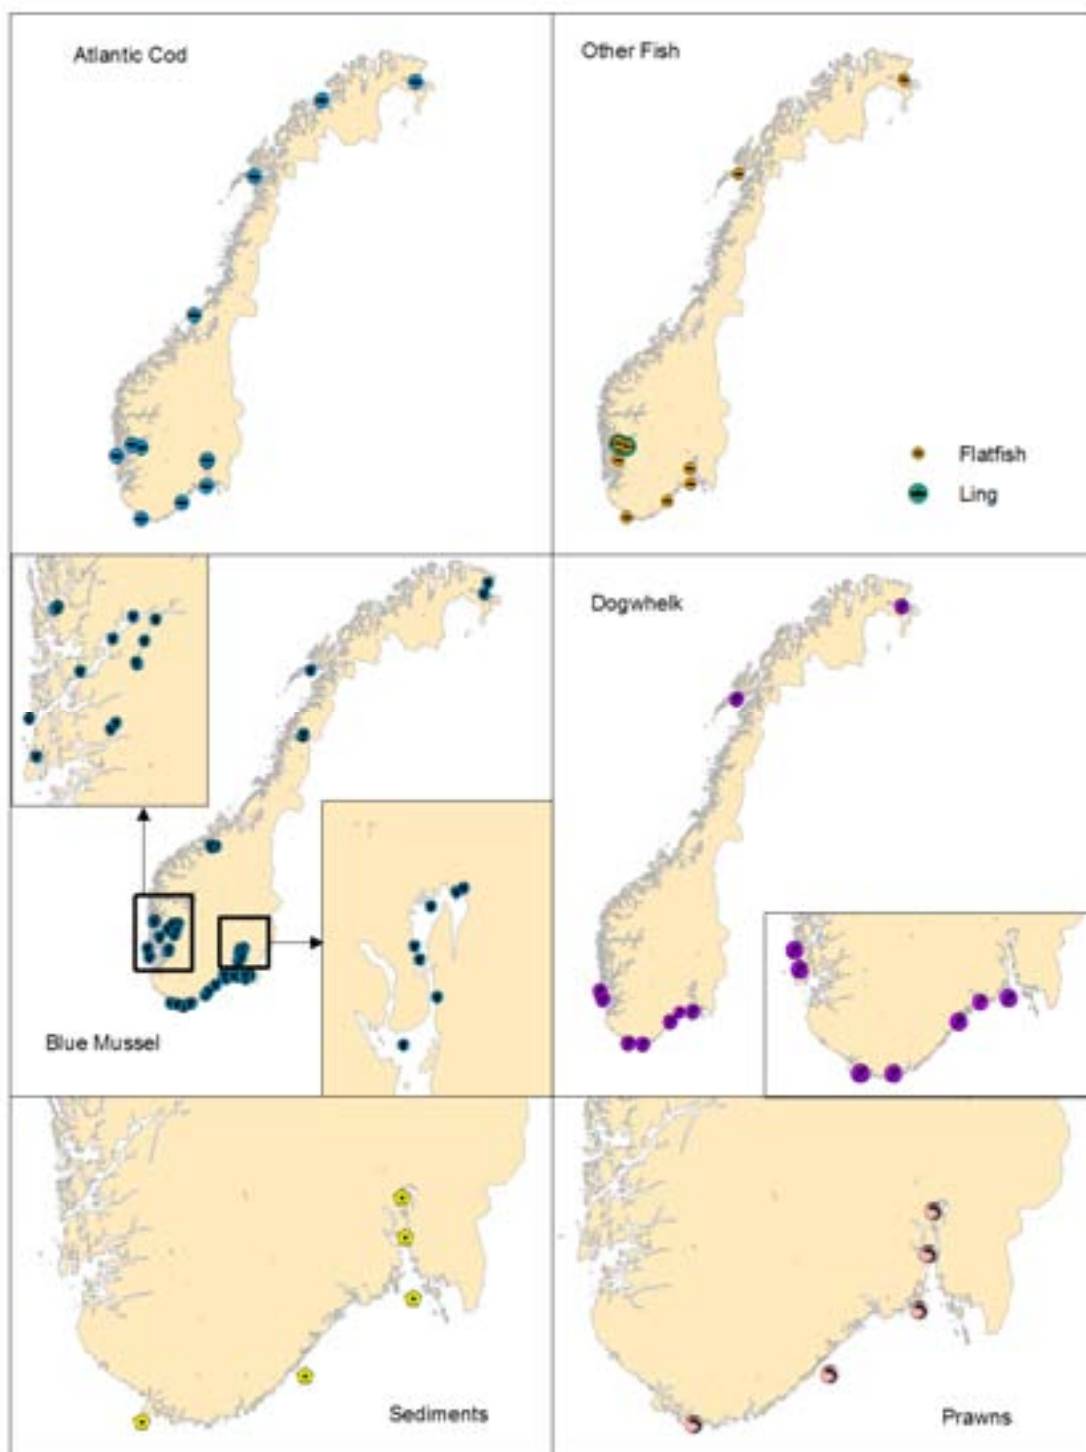 Atlantic Cod
Other Fish
Flatfish
Ling
Dogwhelk
Blue Mussel
Sediments
Prawns